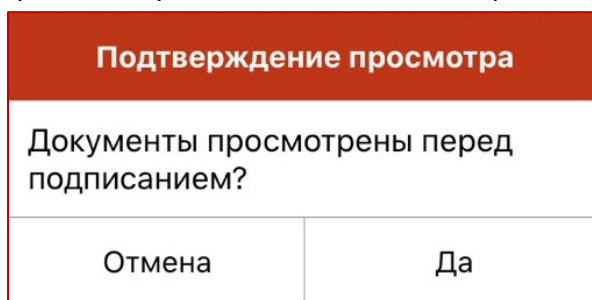 Подтверждение просмотра
Документы просмотрены перед
подписанием?
Отмена
Да